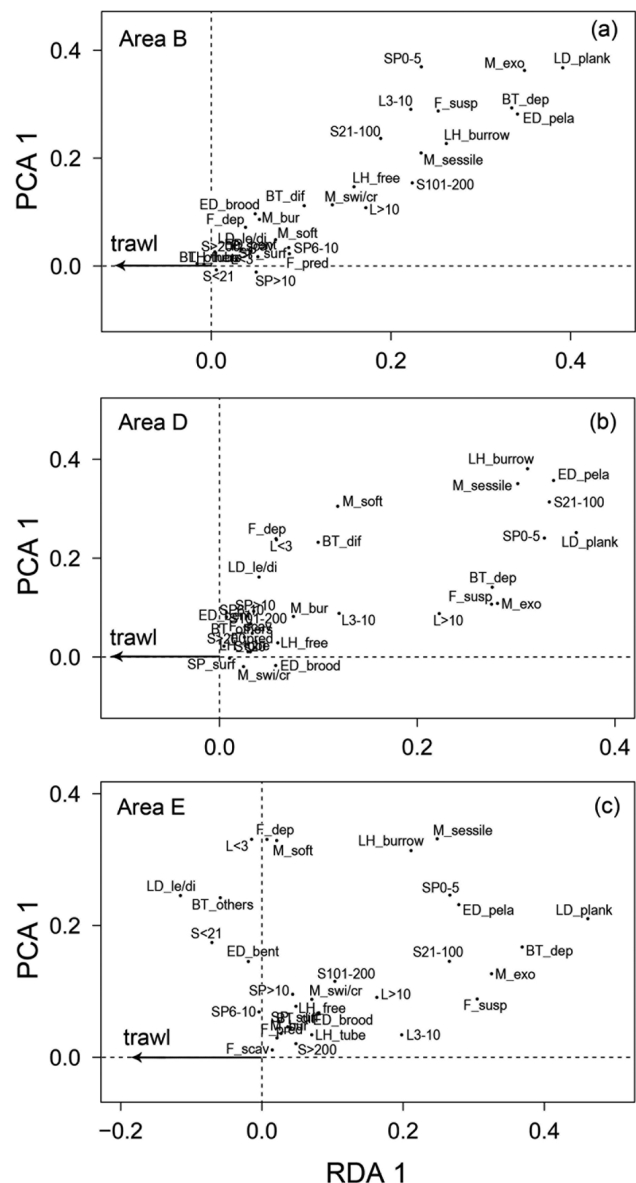 Area B
(a)
PCA 1
0.4
0.2
0.0
SP0-5
M_exo
LD_plank
L3-10
F_susp
BT_dep
ED_pela
S21-100
LH_burrow
M_sessile
LH_free
S101-200
BT_dif
M_swi/cr
L>10
ED_brood
M_bur
F_dep
LD_le/di
M_soft
SP6-10
F_pred
S<21
SP>10
trawl
0.0
0.2
0.4
Area D
(b)
PCA 1
0.4
0.2
0.0
LH_burrow
ED_pela
M_sessile
S21-100
M_soft
F_dep
L<3
BT_dif
SP0-5
LD_plank
LD_le/di
BT_dep
F_susp
M_exo
SP>10
S101-200
M_bur
L3-10
L>10
LH_free
SP_surf
ED_brood
M_swi/cr
trawl
0.0
0.2
0.4
Area E
(c)
PCA 1
0.4
0.2
0.0
F_dep
L<3
M_soft
M_sessile
LH_burrow
LD_le/di
BT_others
SP0-5
ED_pela
LD_plank
S<21
ED_bent
S21-100
BT_dep
S101-200
M_exo
SP>10
M_swi/cr
L>10
F_susp
SP6-10
LH_free
ED_brood
LH_tube
L3-10
F_scav
S>200
trawl
−0.2
0.0
0.2
0.4
RDA 1